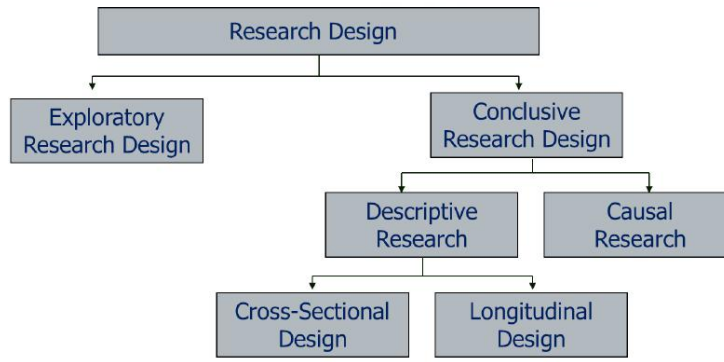 Research Design
Exploratory
Research Design
Conclusive
Research Design
Descriptive
Research
Causal
Research
Cross-Sectional
Design
Longitudinal
Design